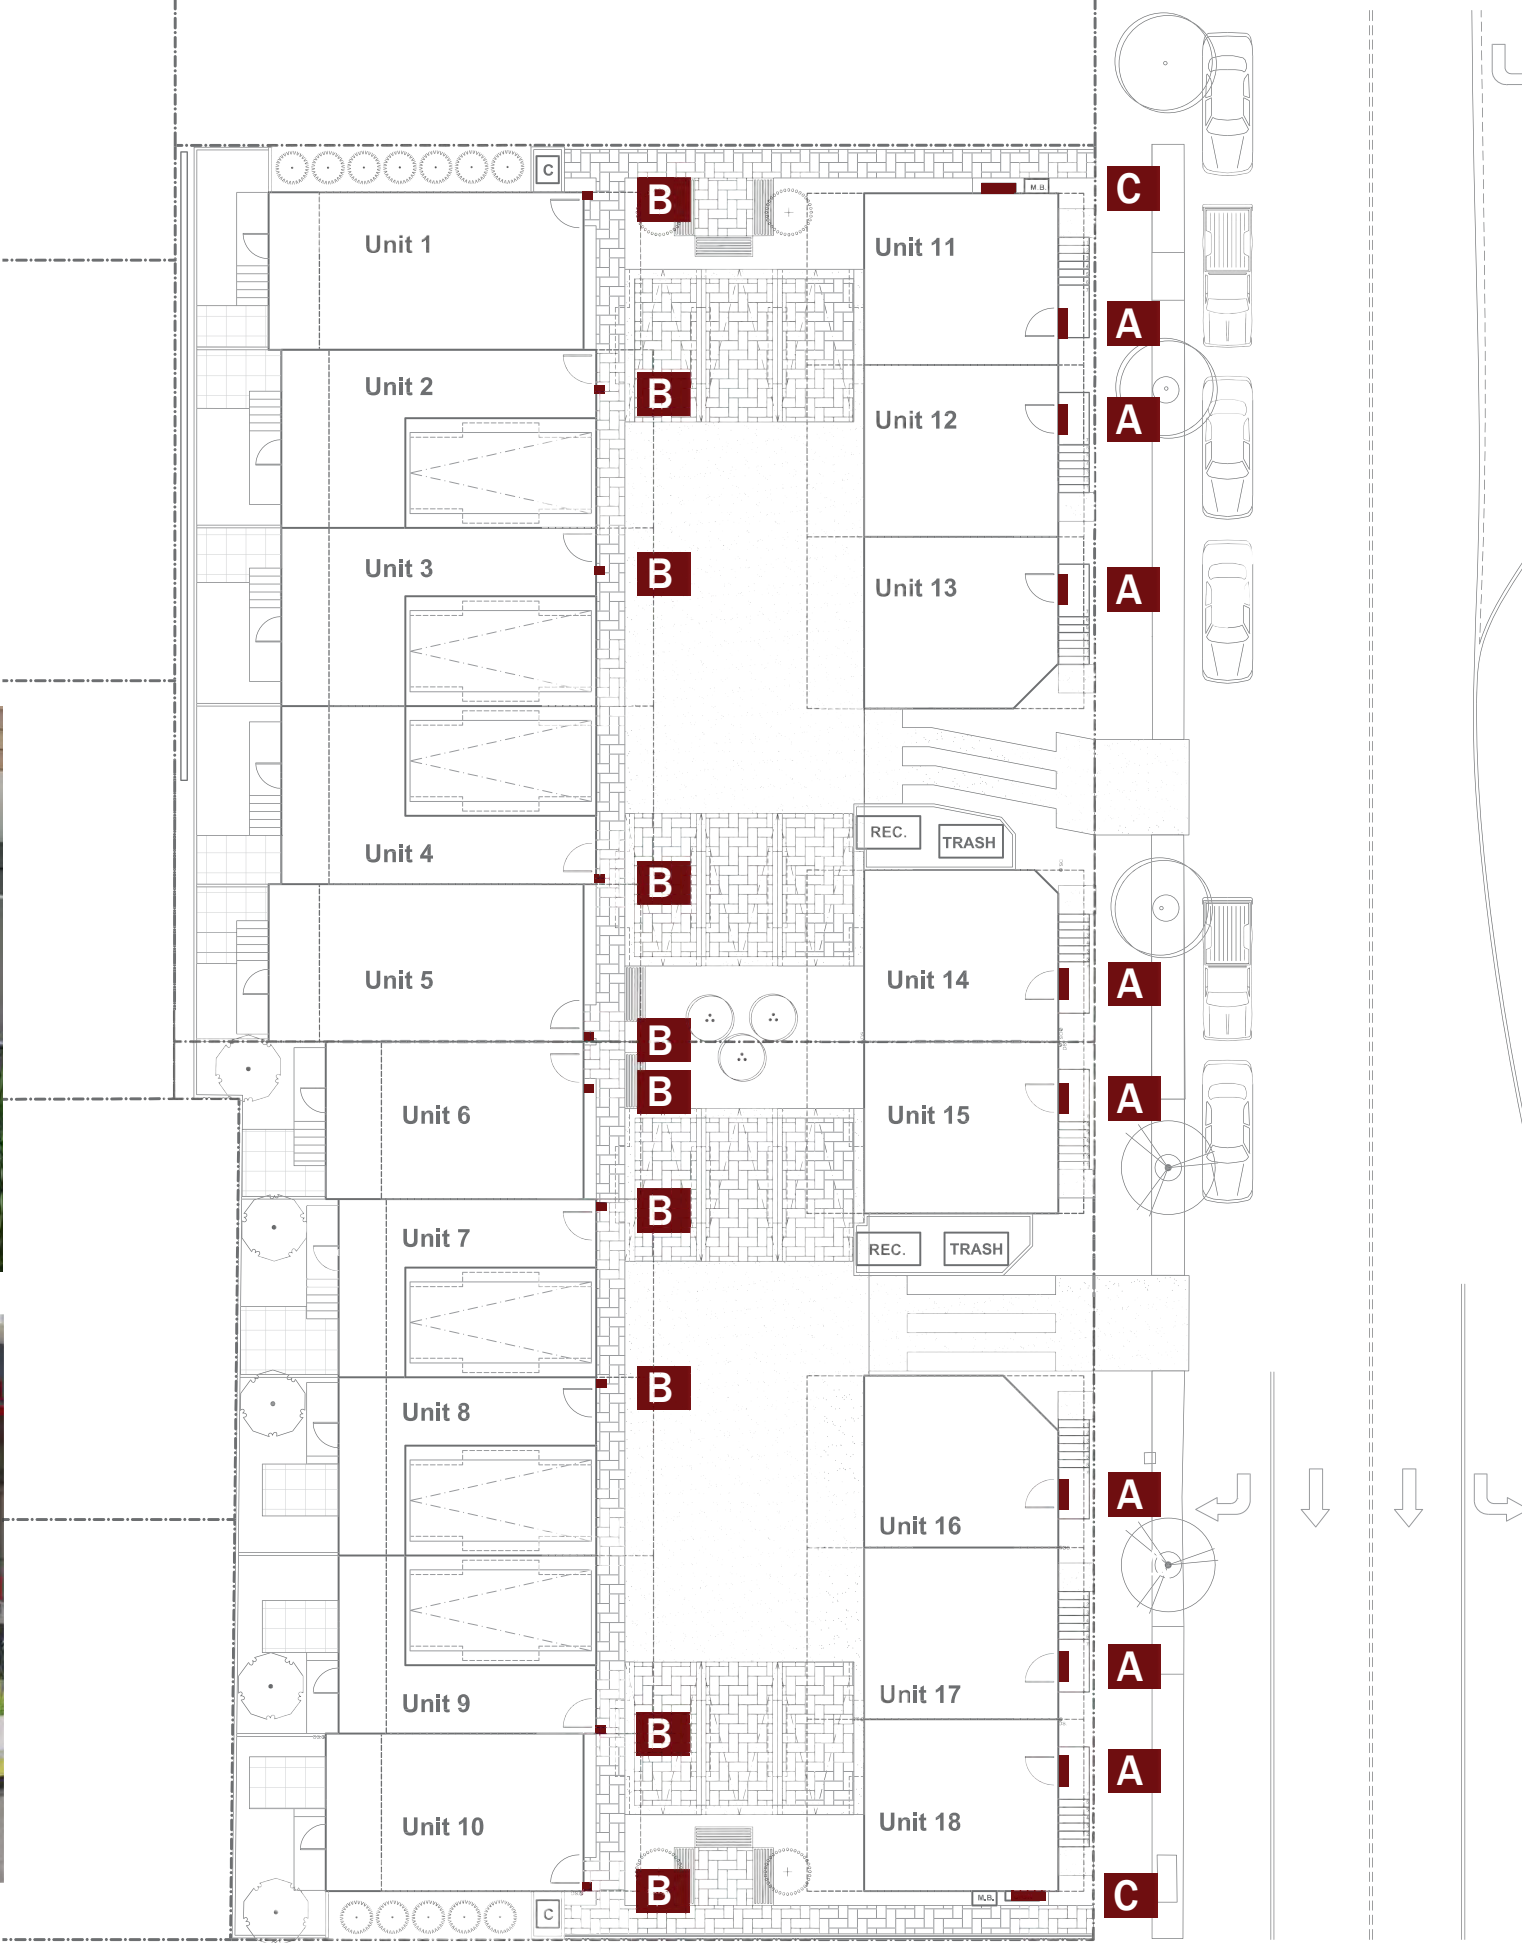 C
M.B.
C
B
Unit 1
Unit 11
A
Unit 2
B
Unit 12
A
Unit 3
B
Unit 13
A
REC.
TRASH
Unit 4
B
Unit 5
Unit 14
A
B
B
A
Unit 6
Unit 15
B
Unit 7
REC.
TRASH
B
Unit 8
A
Unit 16
A
Unit 9
Unit 17
B
A
Unit 10
Unit 18
B
M.B.
C
C